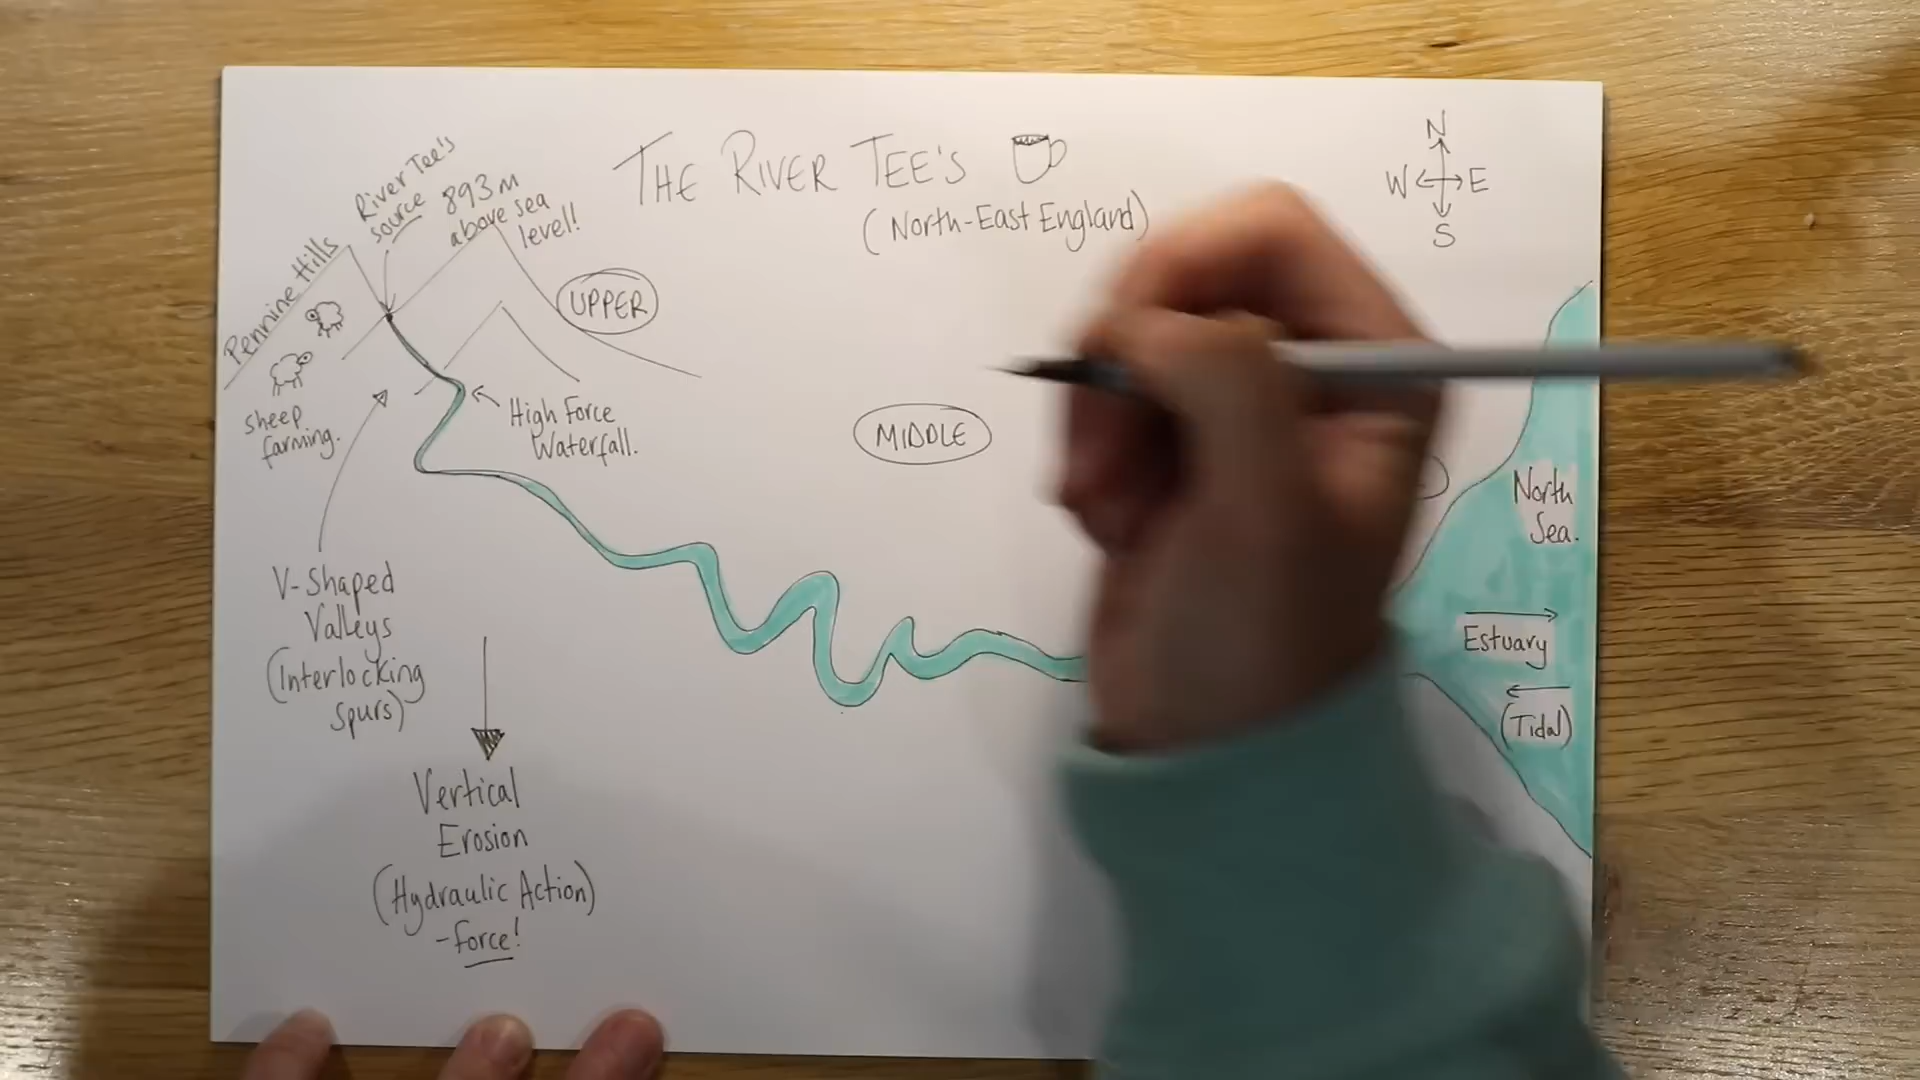 THE RIVER TEE'S
(North-East England)
N
W E
S
River Tee's
source
893m
above sea
level!
Pennine Hills
UPPER
sheep
farming.
High Force
Waterfall.
MIDDLE
North
Sea.
V-Shaped
Valleys
(Interlocking
Spurs)
Estuary
(Tidal)
Vertical
Erosion
(Hydraulic Action)
-force!